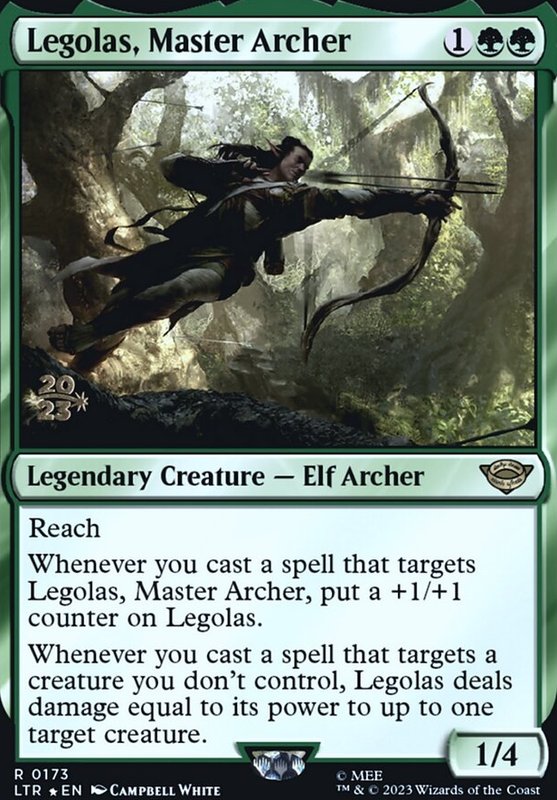 Legolas, Master Archer 1
20
23
Legendary Creature — Elf Archer
Reach
Whenever you cast a spell that targets
Legolas, Master Archer, put a +1/+1
counter on Legolas.
Whenever you cast a spell that targets a
creature you don't control, Legolas deals
damage equal to its power to up to one
target creature.
1/4
R 0173
LTR ★ EN CAMPBELL WHITE
© MEE
™ & © 2023 Wizards of the Coast